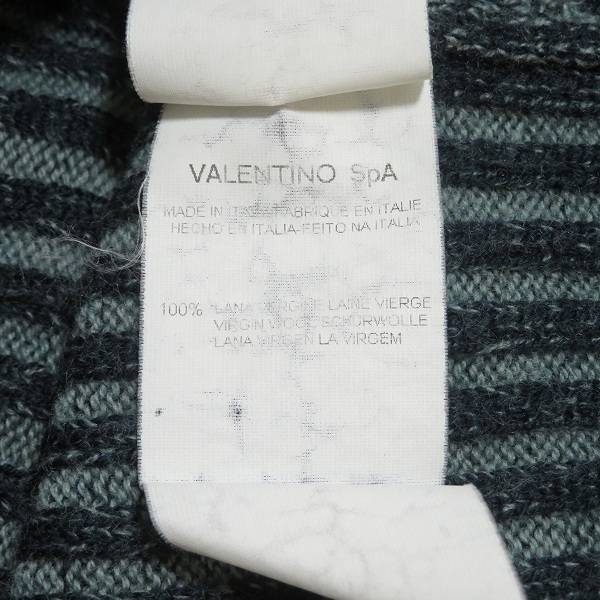 VALENTINO SpA
MADE IN ITALY-FABRIQUE EN ITALIE
HECHO EN ITALIA-FEITO NA ITALIA
100% LANA VERGINE LAINE VIERGE
VIRGIN WOOL SCHURWOLLE
LANA VIRGEN LA VIRGEM